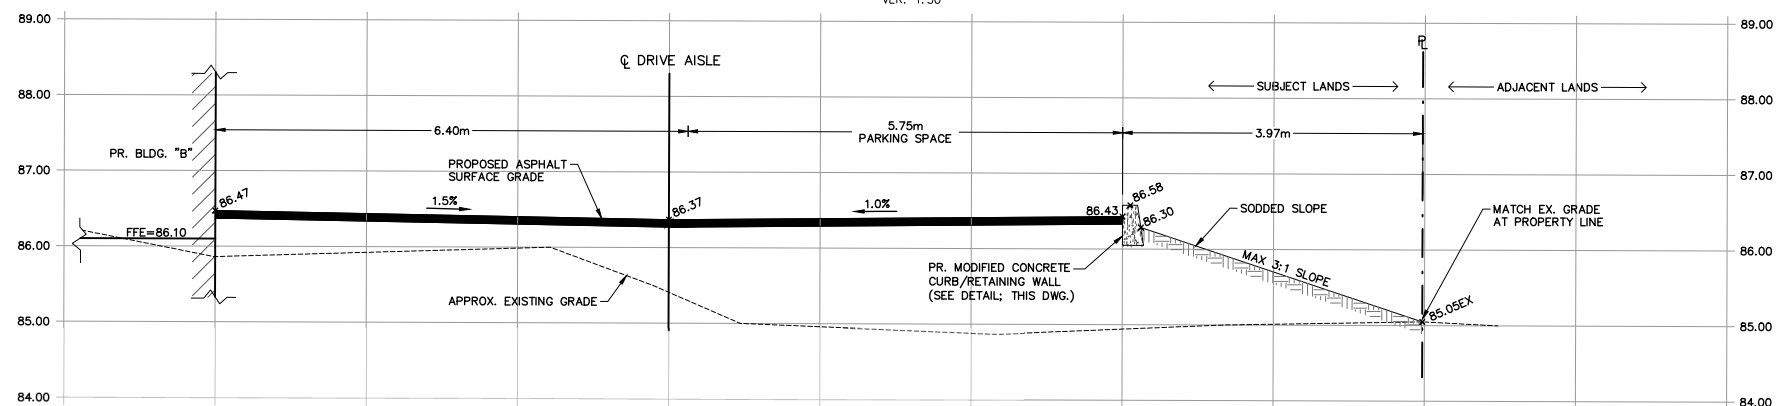 VER. 1:50
89.00
89.00
℄ DRIVE AISLE
PL
SUBJECT LANDS
ADJACENT LANDS
88.00
88.00
6.40m
5.75m
PARKING SPACE
3.97m
PR. BLDG. "B"
PROPOSED ASPHALT
SURFACE GRADE
87.00
87.00
86.47
1.5%
86.37
1.0%
86.43
86.58
86.30
SODDED SLOPE
MATCH EX. GRADE
AT PROPERTY LINE
FFE=86.10
86.00
86.00
MAX 3:1 SLOPE
PR. MODIFIED CONCRETE
CURB/RETAINING WALL
(SEE DETAIL; THIS DWG.)
APPROX. EXISTING GRADE
85.05EX
85.00
85.00
84.00
84.00